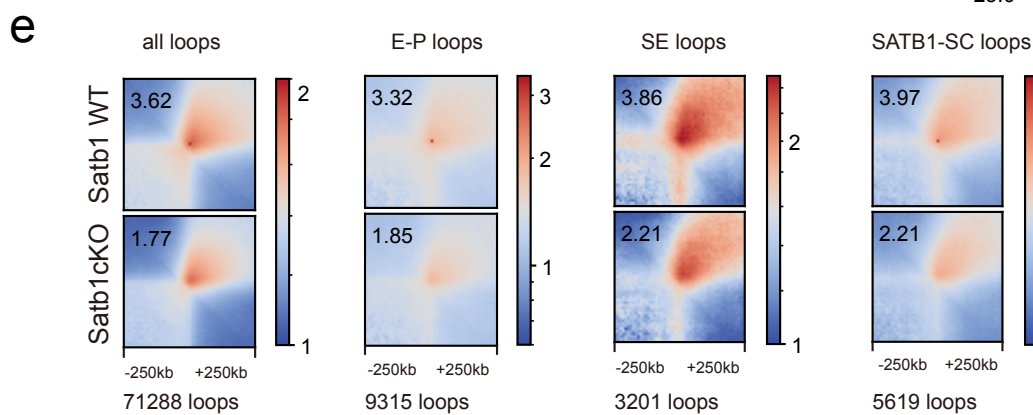 e
all loops
E-P loops
SE loops
SATB1-SC loops
Satb1 WT
3.62
3.32
3.86
3.97
Satb1cKO
1.77
1.85
2.21
2.21
2
1
3
2
1
2
1
-250kb +250kb
-250kb +250kb
-250kb +250kb
-250kb +250kb
71288 loops
9315 loops
3201 loops
5619 loops